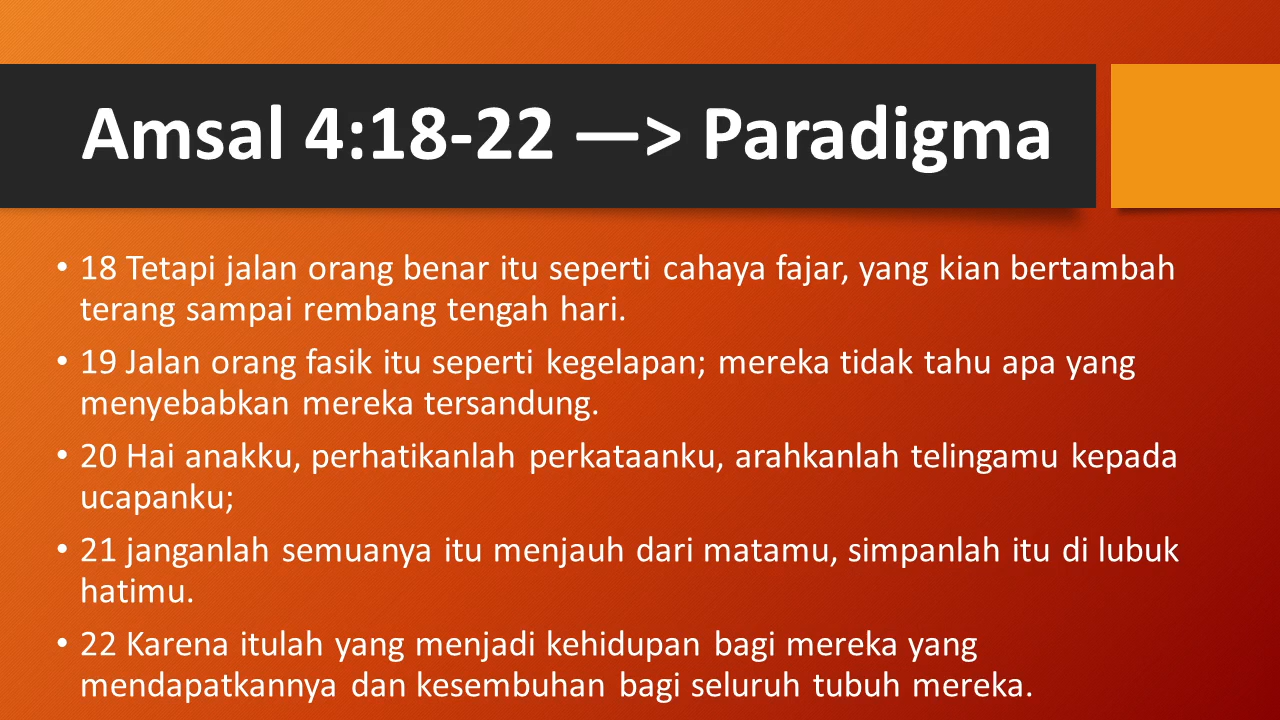 Amsal 4:18-22 —> Paradigma
• 18 Tetapi jalan orang benar itu seperti cahaya fajar, yang kian bertambah
terang sampai rembang tengah hari.
• 19 Jalan orang fasik itu seperti kegelapan; mereka tidak tahu apa yang
menyebabkan mereka tersandung.
• 20 Hai anakku, perhatikanlah perkataanku, arahkanlah telingamu kepada
ucapanku;
• 21 janganlah semuanya itu menjauh dari matamu, simpanlah itu di lubuk
hatimu.
• 22 Karena itulah yang menjadi kehidupan bagi mereka yang
mendapatkannya dan kesembuhan bagi seluruh tubuh mereka.